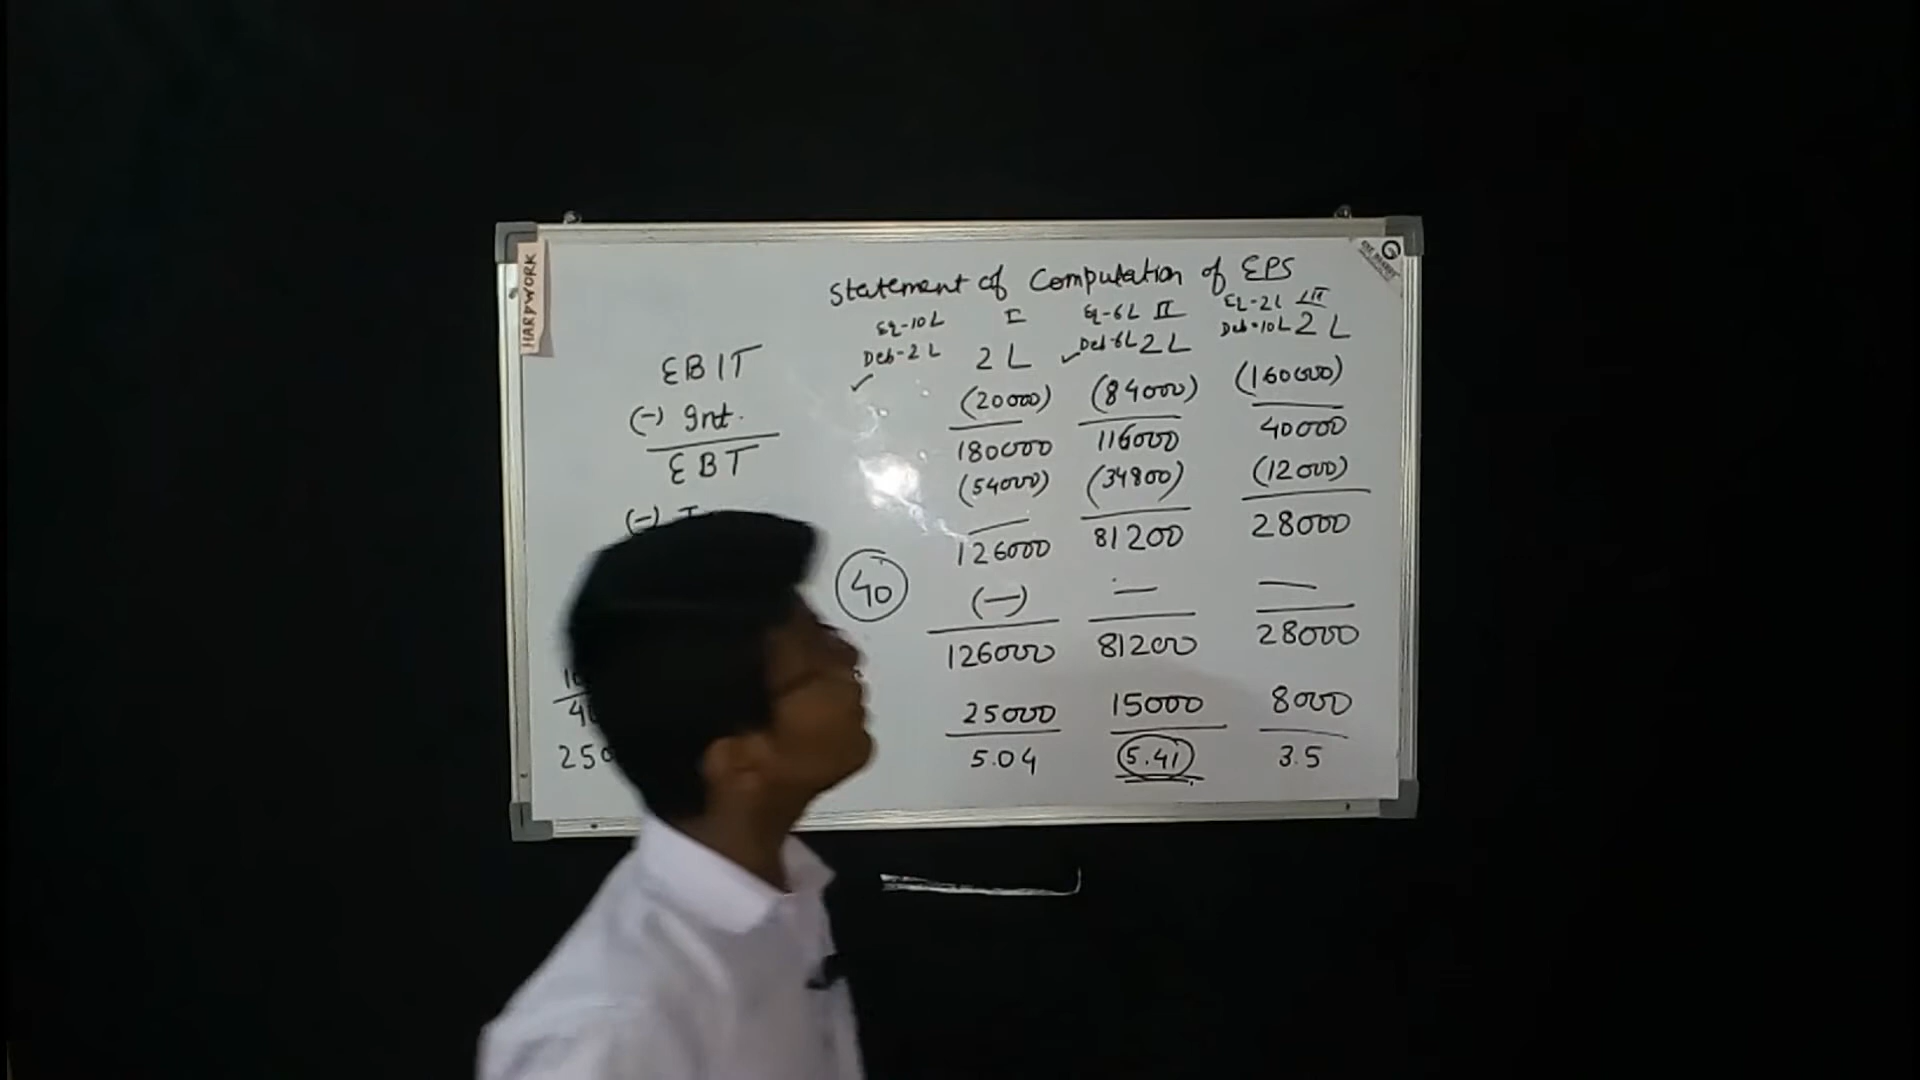 HARDWORK
Statement of Computation of EPS
Eq-10L I Eq-6L II Eq-2L III
Deb-2L 2L Deb-6L 2L Deb-10L 2L
EBIT
(-) Int. (20000) (84000) (160000)
EBT 180000 116000 40000
(-) (54000) (34800) (12000)
126000 81200 28000
40 (—) — —
126000 81200 28000
25000 15000 8000
5.04 5.41 3.5